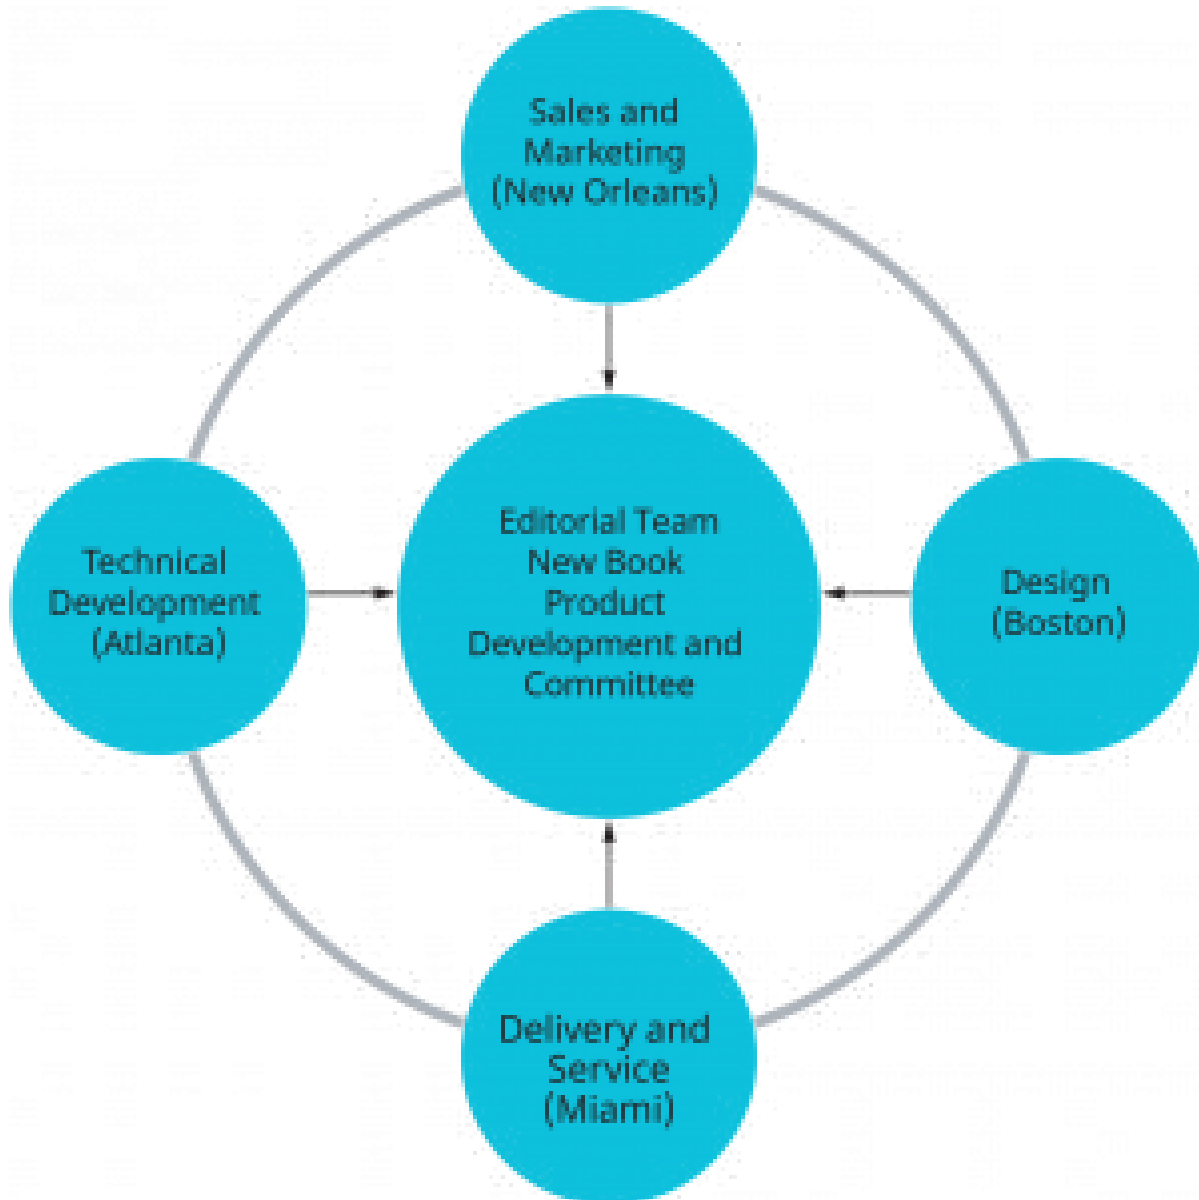 Sales and
Marketing
(New Orleans)
Technical
Development
(Atlanta)
Editorial Team
New Book
Product
Development and
Committee
Design
(Boston)
Delivery and
Service
(Miami)